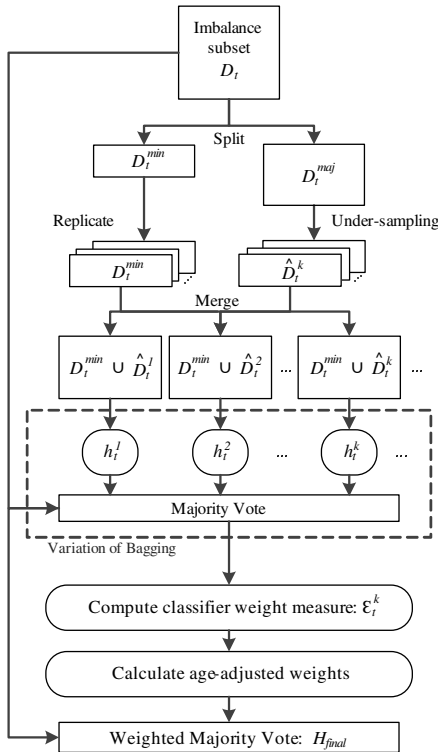 Imbalance
subset
D_t
Split
D_t^min
D_t^maj
Replicate
Under-sampling
D_t^min
D̂_t^k
Merge
D_t^min ∪ D̂_t^1 D_t^min ∪ D̂_t^2 ... D_t^min ∪ D̂_t^k ...
h_t^1 h_t^2 ... h_t^k ...
Majority Vote
Variation of Bagging
Compute classifier weight measure: Ɛ_t^k
Calculate age-adjusted weights
Weighted Majority Vote: H_final